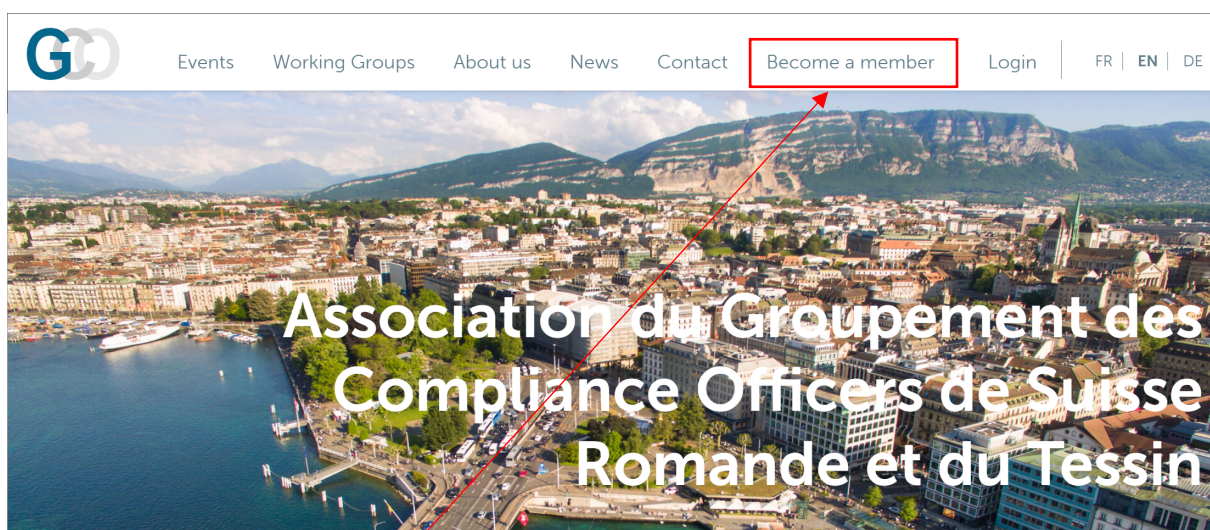 GCO
Events Working Groups About us News Contact Become a member Login FR | EN | DE
Association du Groupement des
Compliance Officers de Suisse
Romande et du Tessin